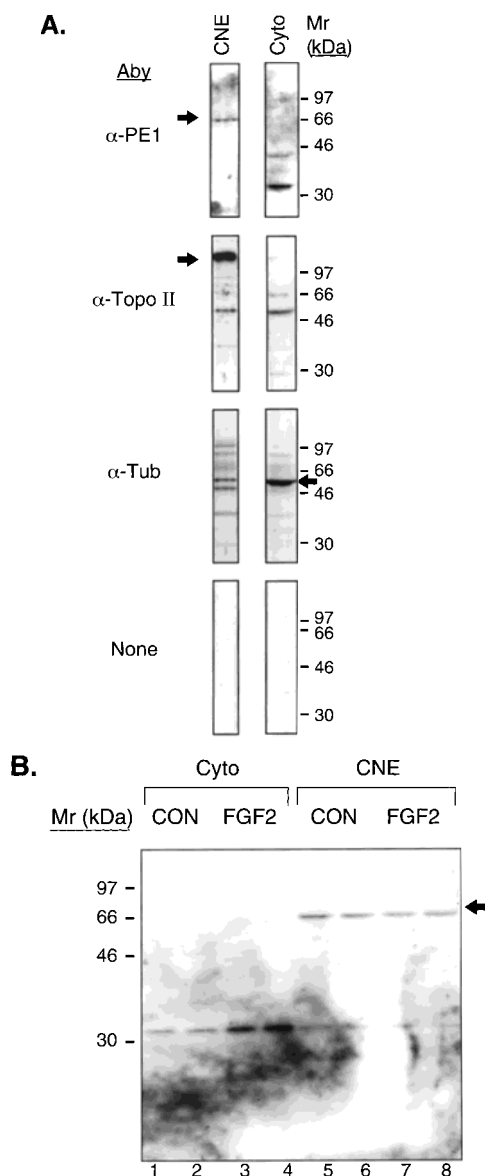 A.
CNE Cyto Mr (kDa)
Aby
α-PE1
97
66
46
30
α-Topo II
97
66
46
30
α-Tub
97
66
46
30
None
97
66
46
30
B.
Cyto CNE
Mr (kDa) CON FGF2 CON FGF2
97
66
46
30
1 2 3 4 5 6 7 8